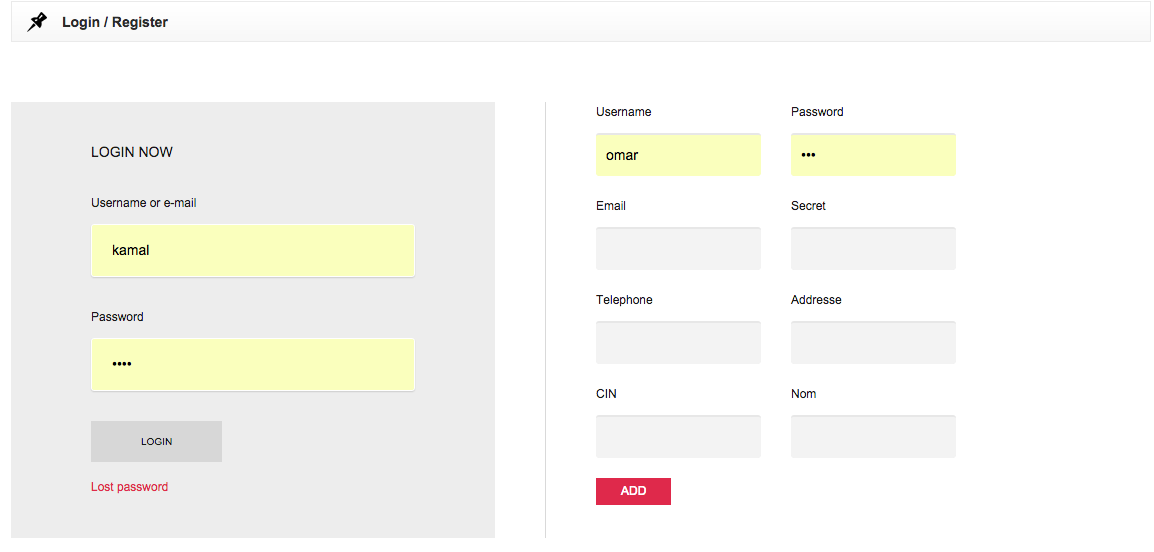 Login / Register
LOGIN NOW
Username or e-mail
kamal
Password
••••
LOGIN
Lost password
Username Password
omar •••
Email Secret
Telephone Addresse
CIN Nom
ADD